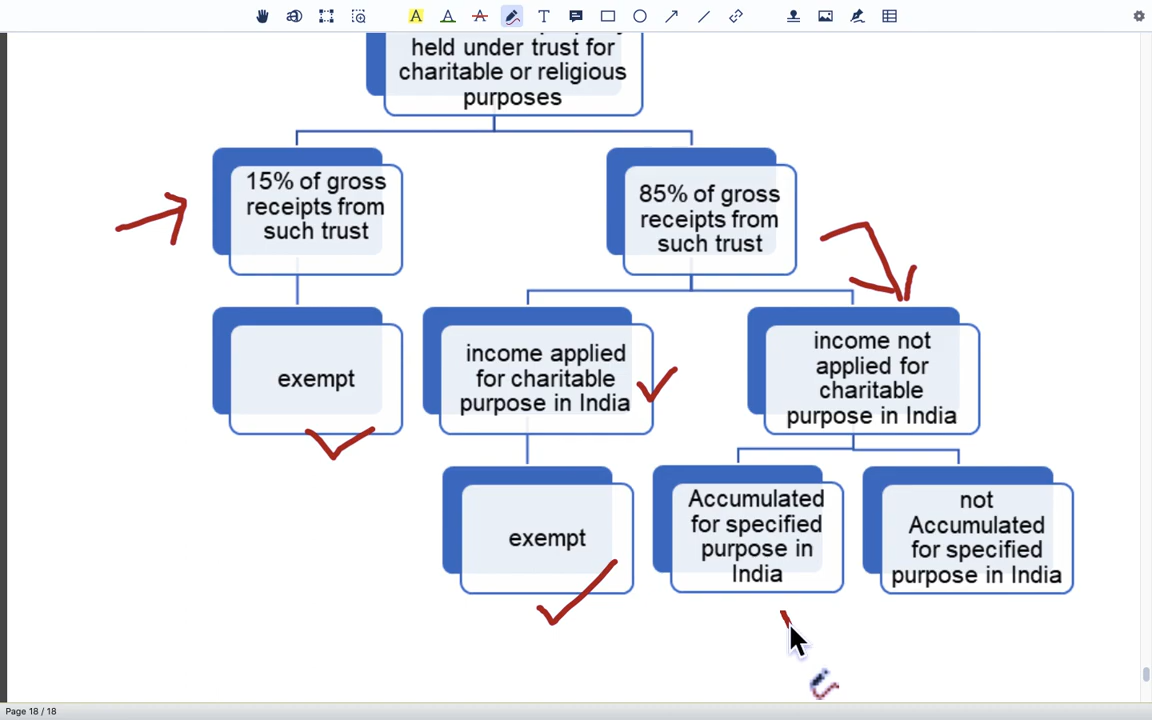 held under trust for
charitable or religious
purposes
15% of gross
receipts from
such trust
85% of gross
receipts from
such trust
exempt
income applied
for charitable
purpose in India
income not
applied for
charitable
purpose in India
exempt
Accumulated
for specified
purpose in
India
not
Accumulated
for specified
purpose in India
Page 18 / 18